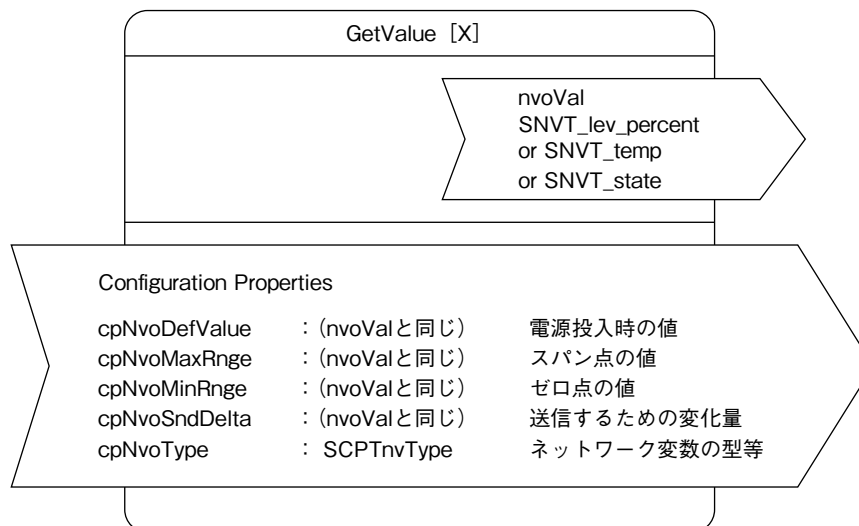 GetValue [X]
nvoVal
SNVT_lev_percent
or SNVT_temp
or SNVT_state
Configuration Properties
cpNvoDefValue :(nvoValと同じ) 電源投入時の値
cpNvoMaxRnge :(nvoValと同じ) スパン点の値
cpNvoMinRnge :(nvoValと同じ) ゼロ点の値
cpNvoSndDelta :(nvoValと同じ) 送信するための変化量
cpNvoType : SCPTnvType ネットワーク変数の型等